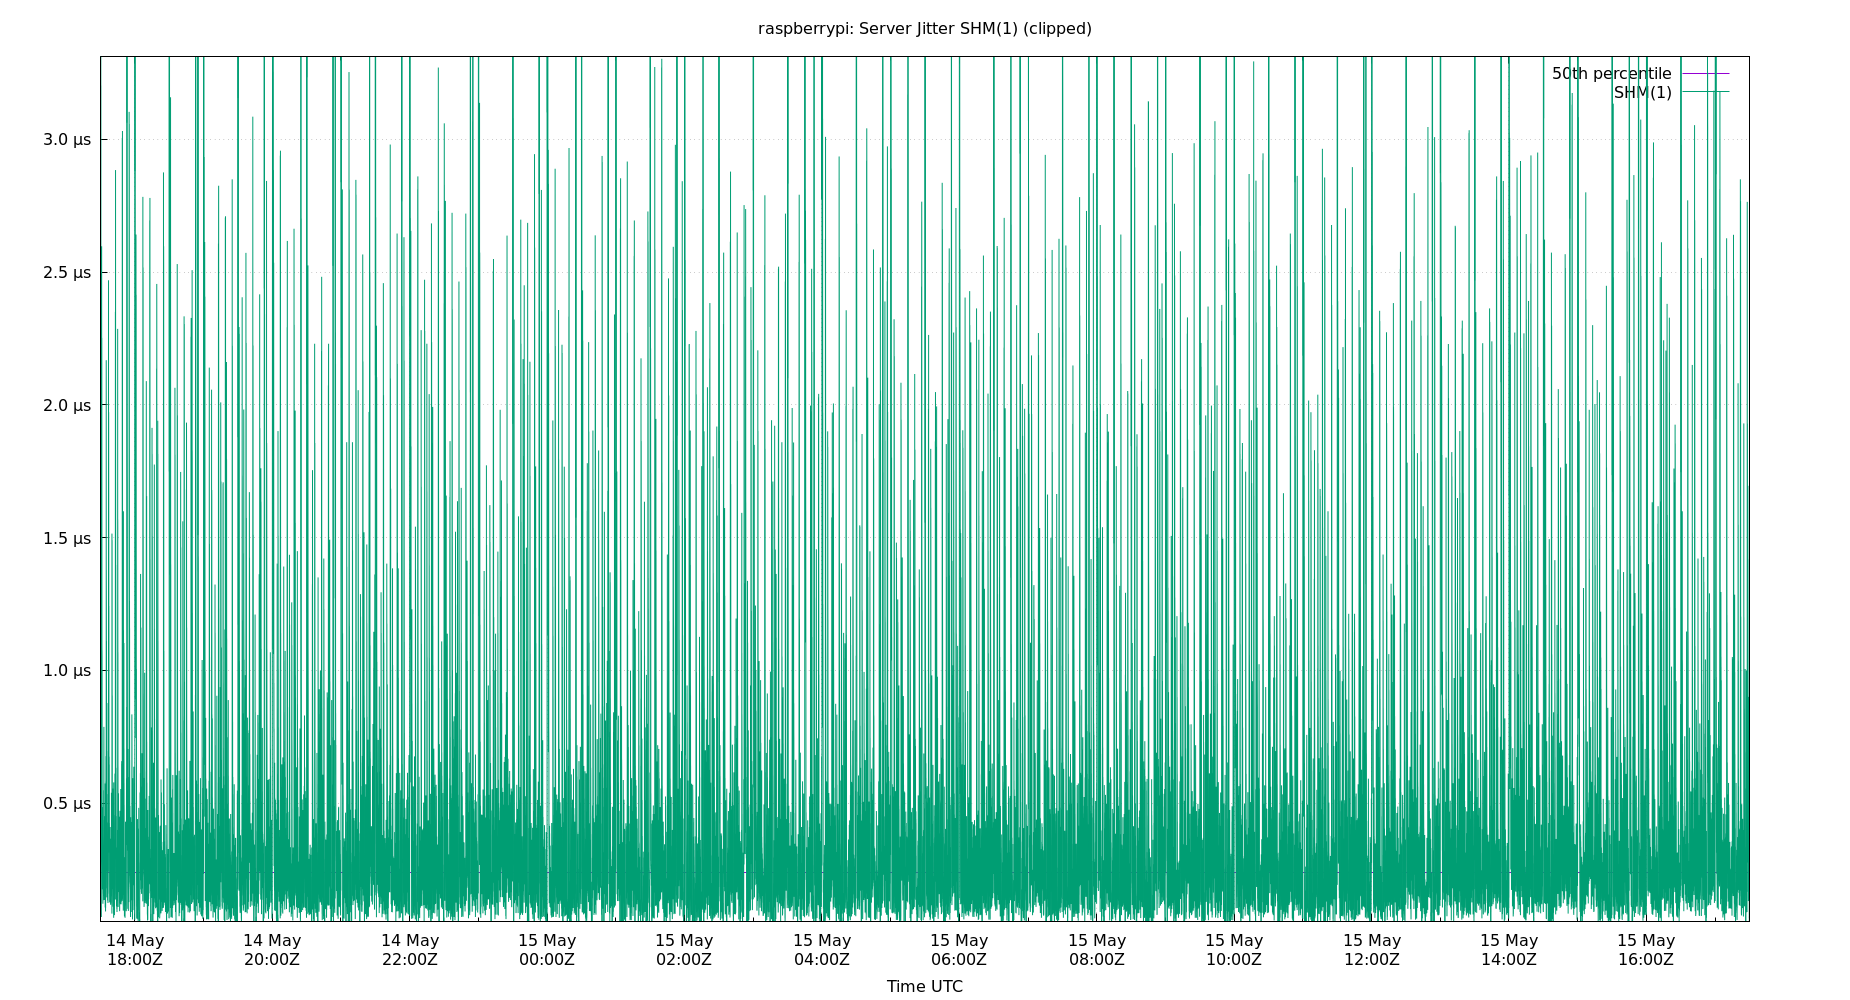 raspberrypi: Server Jitter SHM(1) (clipped)
50th percentile
SHM(1)
3.0 µs
2.5 µs
2.0 µs
1.5 µs
1.0 µs
0.5 µs
14 May 14 May 14 May 15 May 15 May 15 May 15 May 15 May 15 May 15 May 15 May 15 May
18:00Z 20:00Z 22:00Z 00:00Z 02:00Z 04:00Z 06:00Z 08:00Z 10:00Z 12:00Z 14:00Z 16:00Z
Time UTC